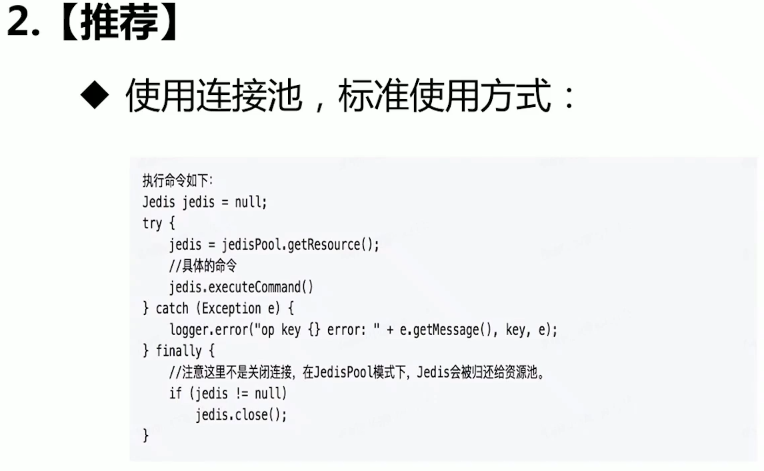 2.【推荐】
◆ 使用连接池，标准使用方式：
执行命令如下：
Jedis jedis = null;
try {
    jedis = jedisPool.getResource();
    //具体的命令
    jedis.executeCommand()
} catch (Exception e) {
    logger.error("op key {} error: " + e.getMessage(), key, e);
} finally {
    //注意这里不是关闭连接，在JedisPool模式下，Jedis会被归还给资源池。
    if (jedis != null)
        jedis.close();
}